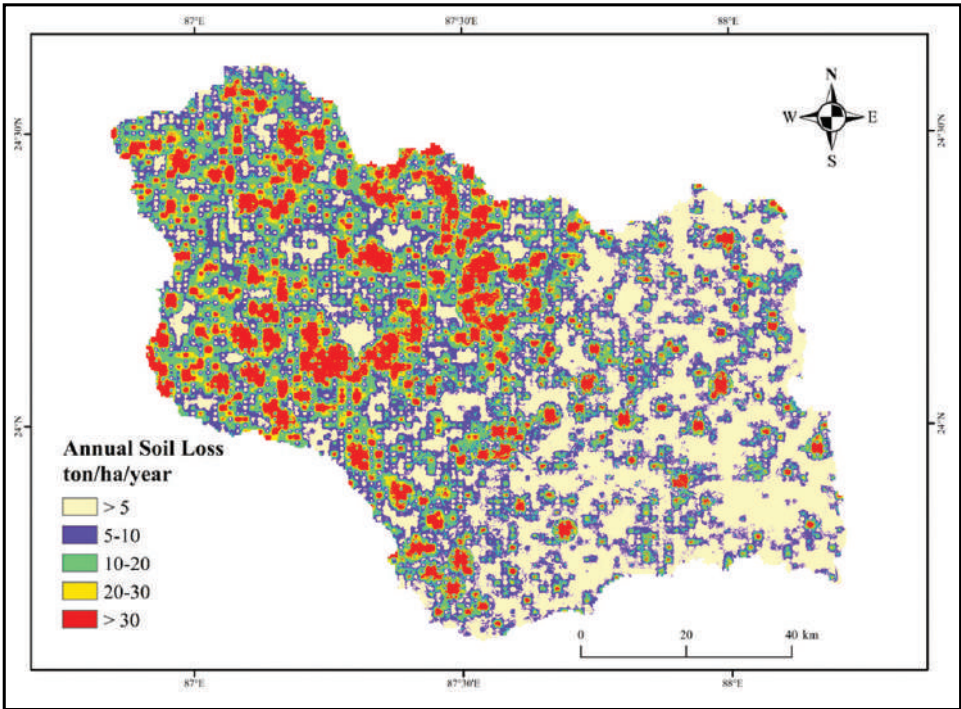 87°E 87°30'E 88°E
N
W E
S
24°30'N 24°30'N
24°N 24°N
Annual Soil Loss
ton/ha/year
> 5
5-10
10-20
20-30
> 30
0 20 40 km
87°E 87°30'E 88°E